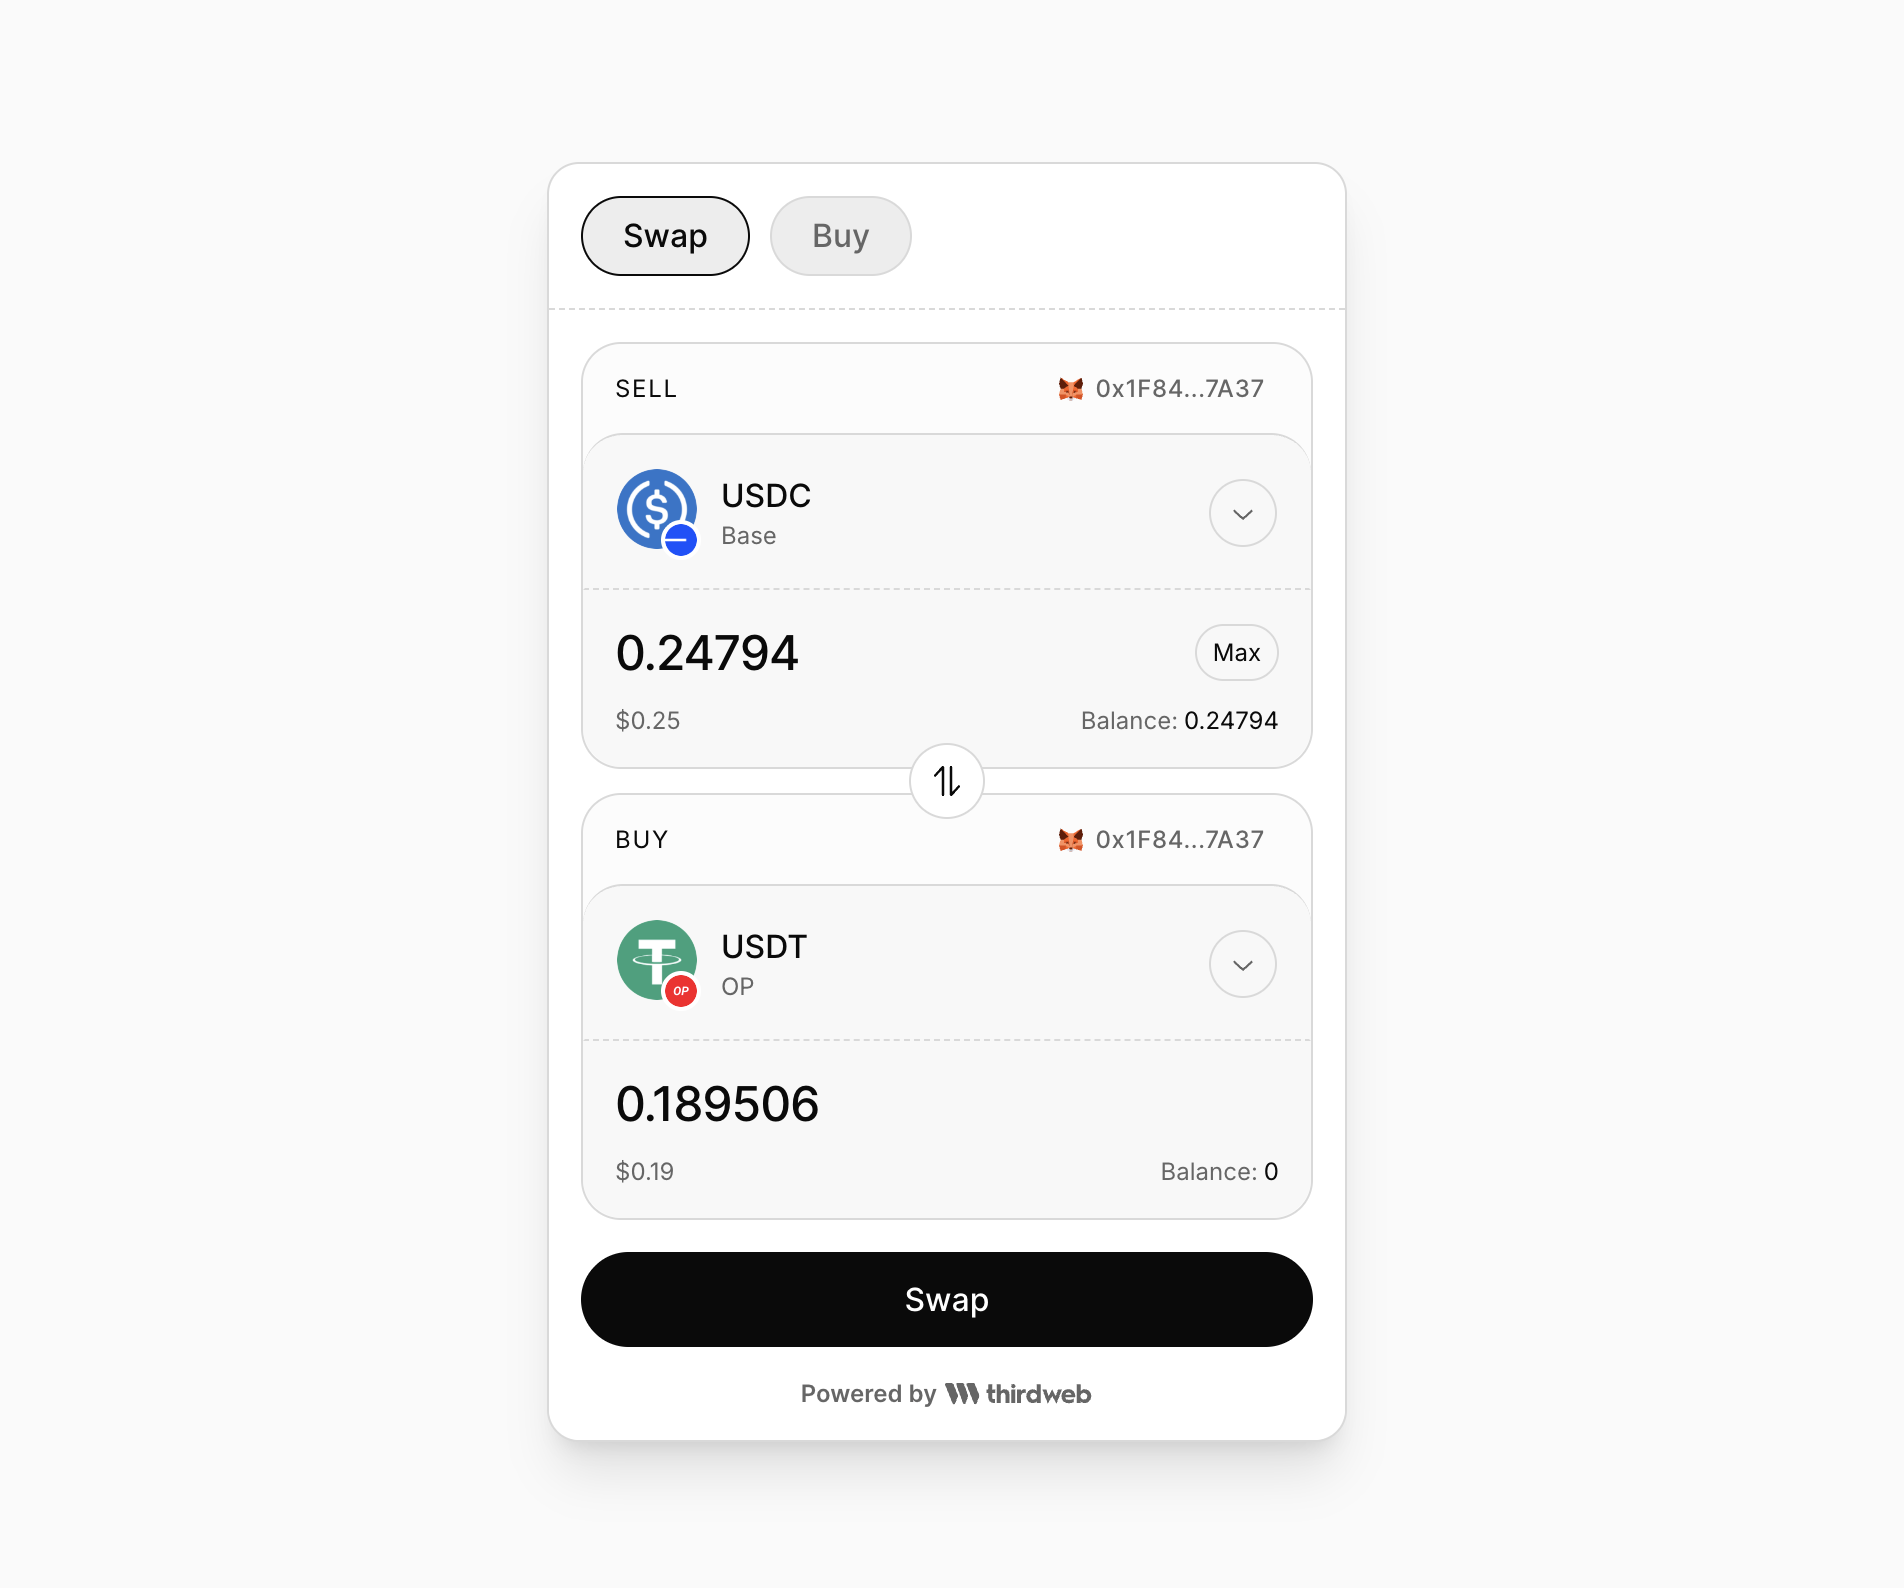 Swap Buy
SELL 0x1F84...7A37
USDC
Base
0.24794 Max
$0.25 Balance: 0.24794
BUY 0x1F84...7A37
USDT
OP
OP
0.189506
$0.19 Balance: 0
Swap
Powered by thirdweb